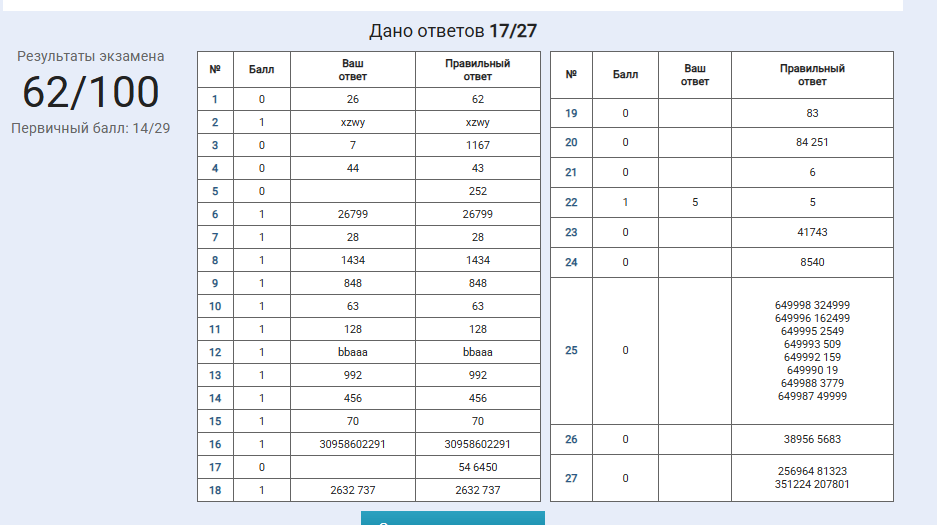 Дано ответов 17/27
Результаты экзамена
62/100
Первичный балл: 14/29
№ Балл Ваш ответ Правильный ответ
1 0 26 62
2 1 xzwy xzwy
3 0 7 1167
4 0 44 43
5 0 252
6 1 26799 26799
7 1 28 28
8 1 1434 1434
9 1 848 848
10 1 63 63
11 1 128 128
12 1 bbaaa bbaaa
13 1 992 992
14 1 456 456
15 1 70 70
16 1 30958602291 30958602291
17 0 54 6450
18 1 2632 737 2632 737
№ Балл Ваш ответ Правильный ответ
19 0 83
20 0 84 251
21 0 6
22 1 5 5
23 0 41743
24 0 8540
25 0 649998 324999
649996 162499
649995 2549
649993 509
649992 159
649990 19
649988 3779
649987 49999
26 0 38956 5683
27 0 256964 81323
351224 207801